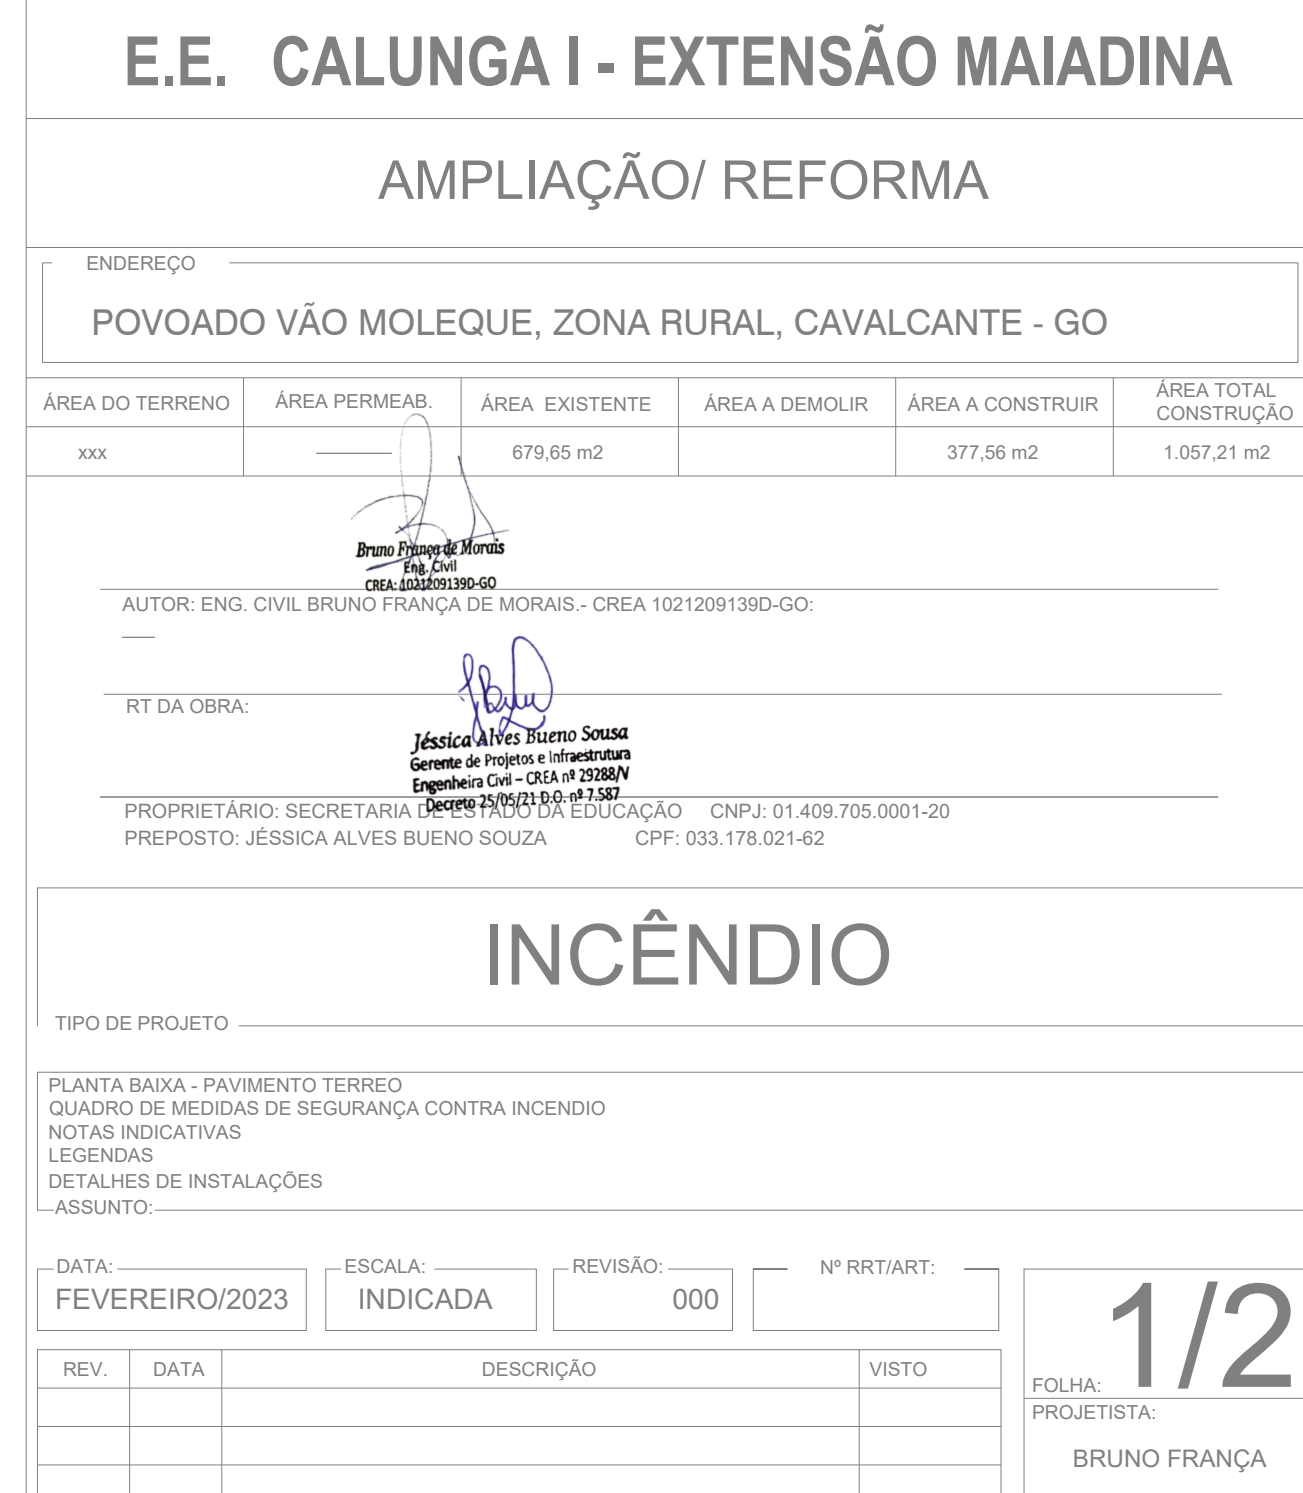 E.E. CALUNGA I - EXTENSÃO MAIADINA
AMPLIAÇÃO/ REFORMA
ENDEREÇO
POVOADO VÃO MOLEQUE, ZONA RURAL, CAVALCANTE - GO
ÁREA DO TERRENO ÁREA PERMEAB. ÁREA EXISTENTE ÁREA A DEMOLIR ÁREA A CONSTRUIR ÁREA TOTAL CONSTRUÇÃO
xxx 679,65 m2 377,56 m2 1.057,21 m2
Bruno França de Morais
Eng. Civil
CREA: 1021209139D-GO
AUTOR: ENG. CIVIL BRUNO FRANÇA DE MORAIS.- CREA 1021209139D-GO:
RT DA OBRA:
Jéssica Alves Bueno Sousa
Gerente de Projetos e Infraestrutura
Engenheira Civil – CREA nº 29288/V
Decreto 25/05/21 D.O. nº 7.587
PROPRIETÁRIO: SECRETARIA DE ESTADO DA EDUCAÇÃO CNPJ: 01.409.705.0001-20
PREPOSTO: JÉSSICA ALVES BUENO SOUZA CPF: 033.178.021-62
INCÊNDIO
TIPO DE PROJETO
PLANTA BAIXA - PAVIMENTO TERREO
QUADRO DE MEDIDAS DE SEGURANÇA CONTRA INCENDIO
NOTAS INDICATIVAS
LEGENDAS
DETALHES DE INSTALAÇÕES
ASSUNTO:
DATA: ESCALA: REVISÃO: Nº RRT/ART:
FEVEREIRO/2023 INDICADA 000
REV. DATA DESCRIÇÃO VISTO
FOLHA: 1/2
PROJETISTA:
BRUNO FRANÇA